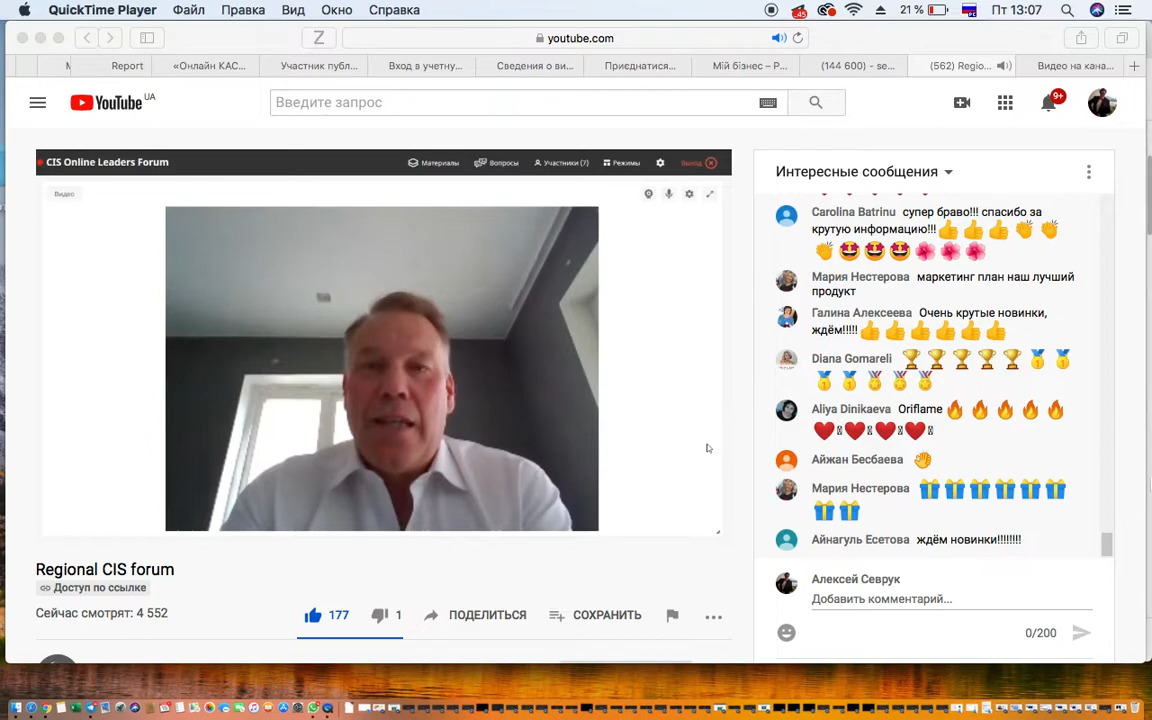 QuickTime Player Файл Правка Вид Окно Справка
45 21 % Пт 13:07
youtube.com
Report «Онлайн КАС... Участник публ... Вход в учетну... Сведения о ви... Приєднатися... Мій бізнес – P... (144 600) - se... (562) Regio... Видео на кана...
YouTube UA
Введите запрос
9+
CIS Online Leaders Forum
Материалы Вопросы Участники (7) Режимы Выход
Видео
Regional CIS forum
Доступ по ссылке
Сейчас смотрят: 4 552
177 1 ПОДЕЛИТЬСЯ СОХРАНИТЬ
Интересные сообщения
Carolina Batrinu супер браво!!! спасибо за
крутую информацию!!!👍👍👍👏👏
👏🤩🤩🤩🌺🌺🌺
Мария Нестерова маркетинг план наш лучший
продукт
Галина Алексеева Очень крутые новинки,
ждём!!!!!👍👍👍👍👍👍
Diana Gomareli 🏆🏆🏆🏆🏆🥇🥇
🥇🥇🏅🏅🏅
Aliya Dinikaeva Oriflame🔥🔥🔥🔥🔥
❤️❤️❤️❤️
Айжан Бесбаева 👏
Мария Нестерова 🎁🎁🎁🎁🎁🎁
🎁🎁
Айнагуль Есетова ждём новинки!!!!!!!!
Алексей Севрук
Добавить комментарий...
0/200